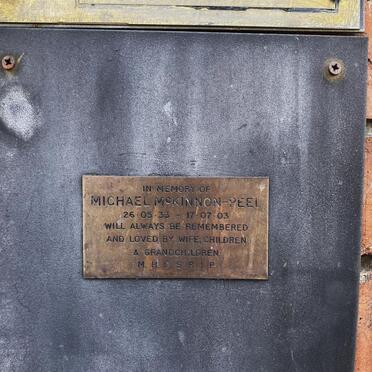 IN MEMORY OF
MICHAEL McKINNON-PEEL
26·05·33 - 17·07·03
WILL ALWAYS BE REMEMBERED
AND LOVED BY WIFE, CHILDREN
& GRANDCHILDREN
M.H.S.S.R.I.P.